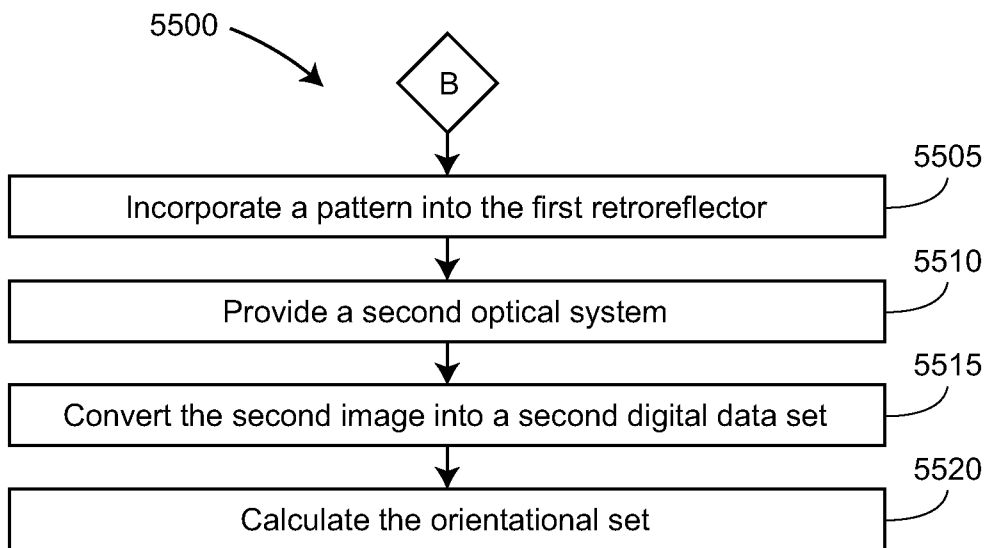 5500
B
5505
Incorporate a pattern into the first retroreflector
5510
Provide a second optical system
5515
Convert the second image into a second digital data set
5520
Calculate the orientational set